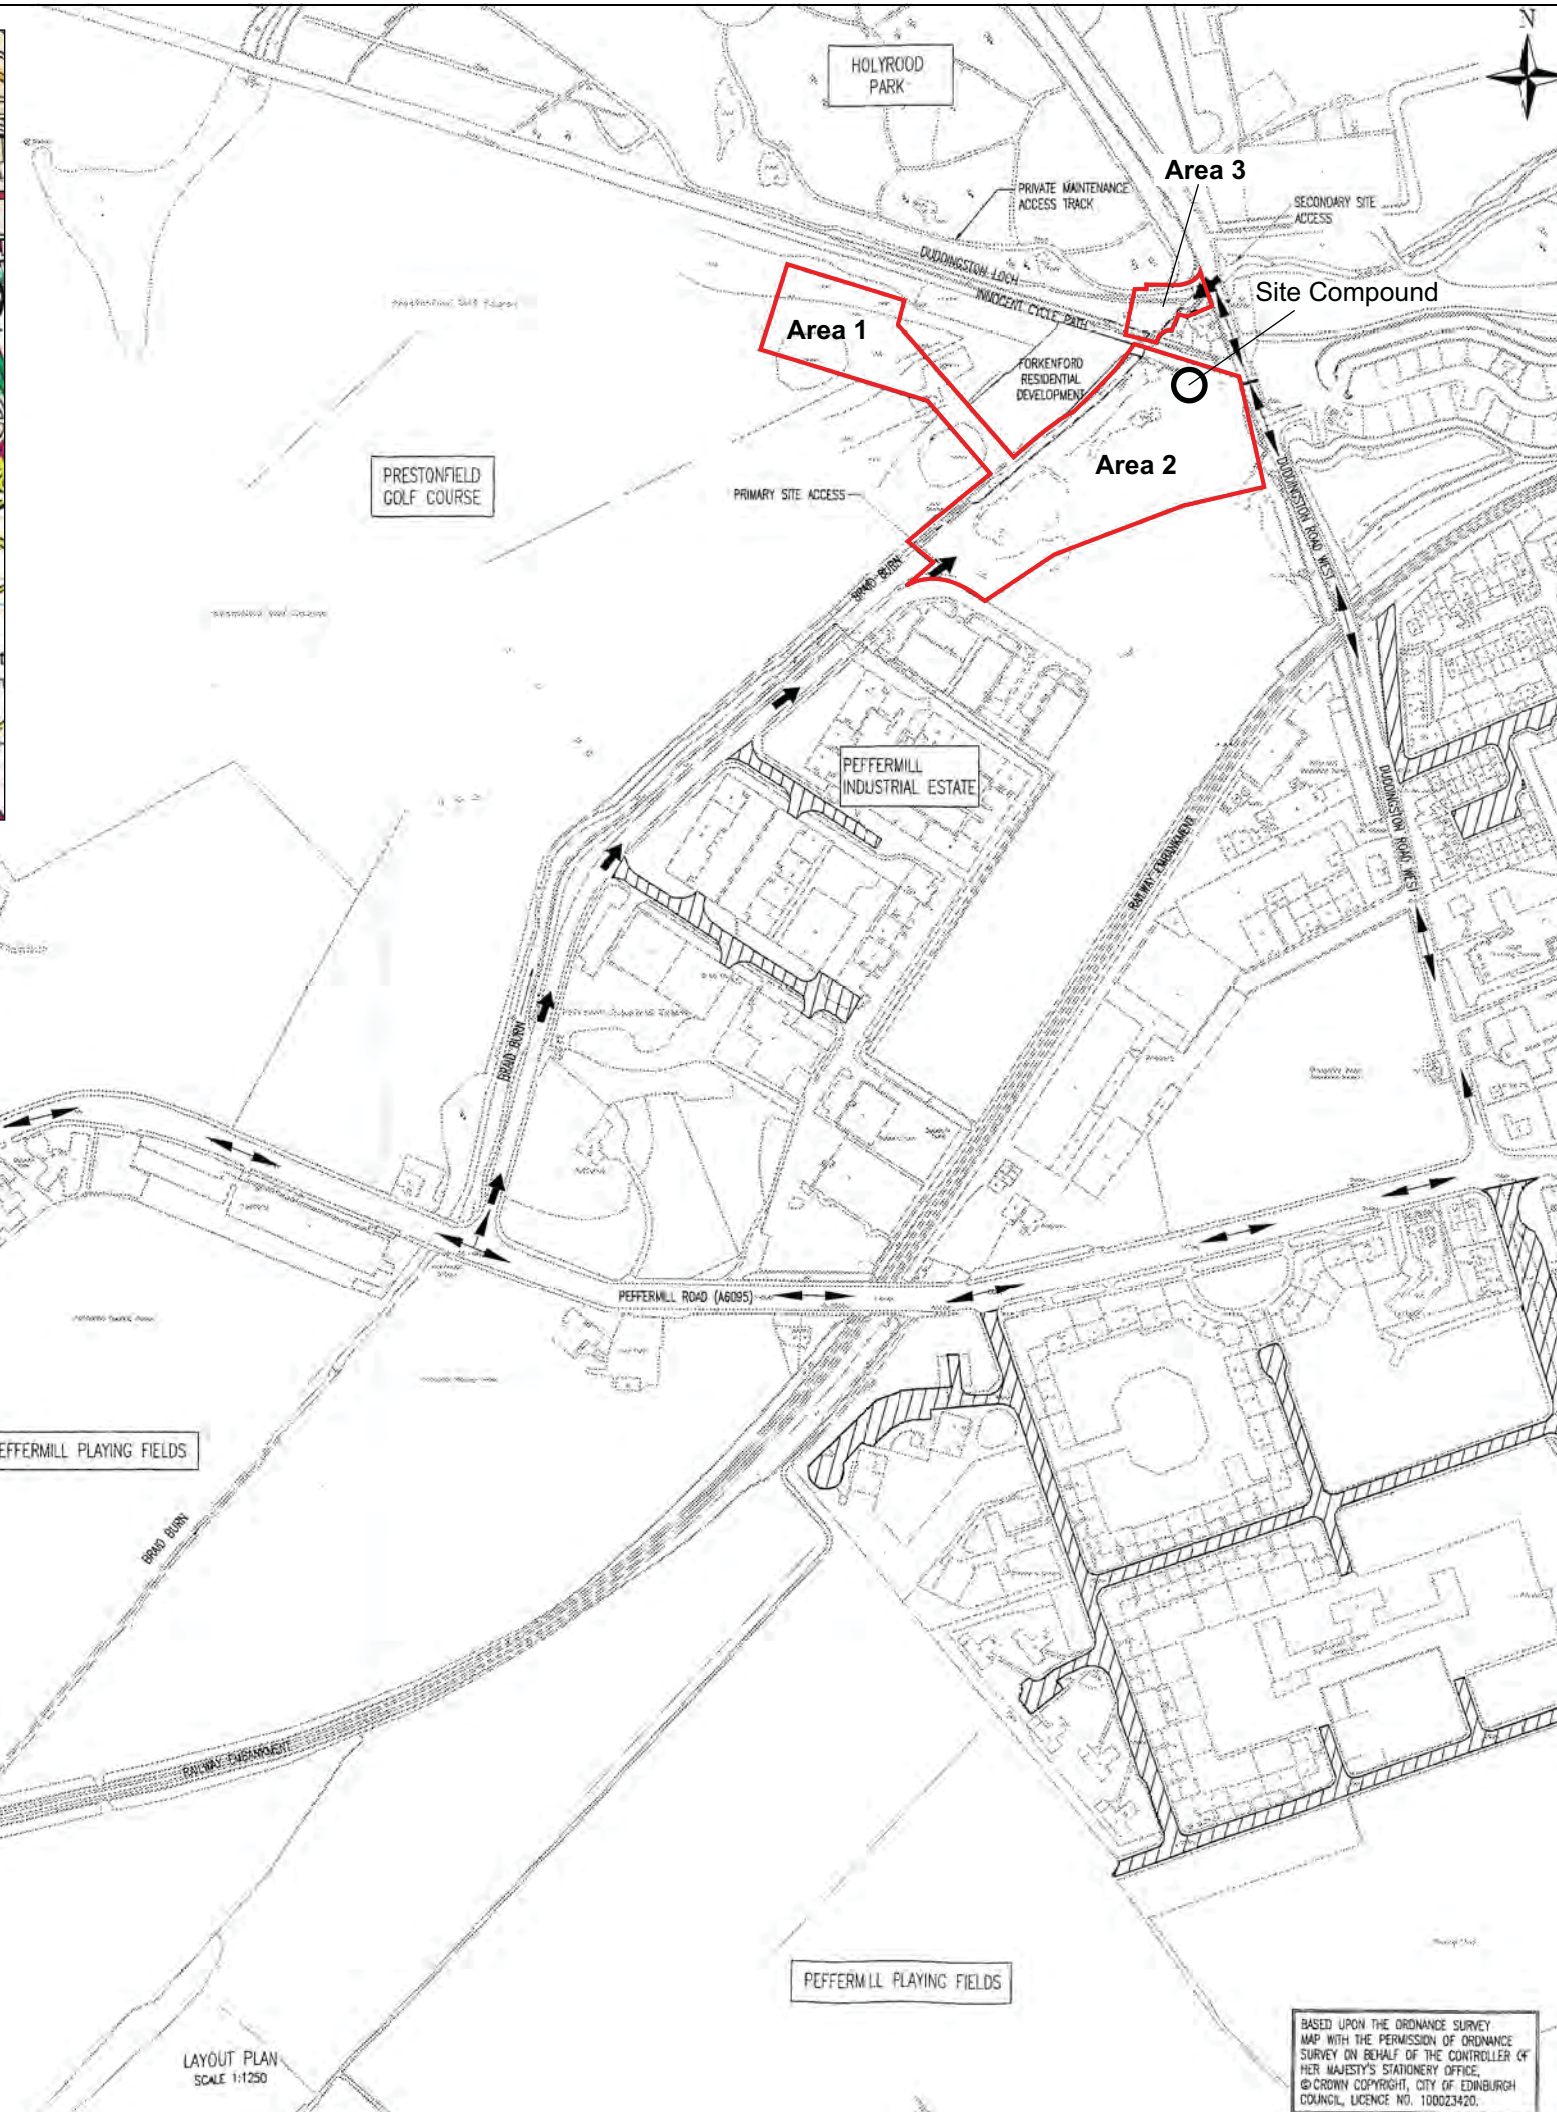 N
HOLYROOD
PARK
Area 3
PRIVATE MAINTENANCE
ACCESS TRACK
SECONDARY SITE
ACCESS
DUDDINGSTON LOCH
INNOCENT CYCLE PATH
Site Compound
Area 1
FORKENFORD
RESIDENTIAL
DEVELOPMENT
Area 2
PRESTONFIELD
GOLF COURSE
PRIMARY SITE ACCESS
DUDDINGSTON ROAD WEST
BRAID BURN
PEFFERMILL
INDUSTRIAL ESTATE
DUDDINGSTON ROAD WEST
RAILWAY EMBANKMENT
BRAID BURN
PEFFERMILL ROAD (A6095)
EFFERMILL PLAYING FIELDS
BRAID BURN
RAILWAY EMBANKMENT
PEFFERMILL PLAYING FIELDS
LAYOUT PLAN
SCALE 1:1250
BASED UPON THE ORDNANCE SURVEY
MAP WITH THE PERMISSION OF ORDNANCE
SURVEY ON BEHALF OF THE CONTROLLER OF
HER MAJESTY'S STATIONERY OFFICE,
© CROWN COPYRIGHT, CITY OF EDINBURGH
COUNCIL, LICENCE NO. 100023420.